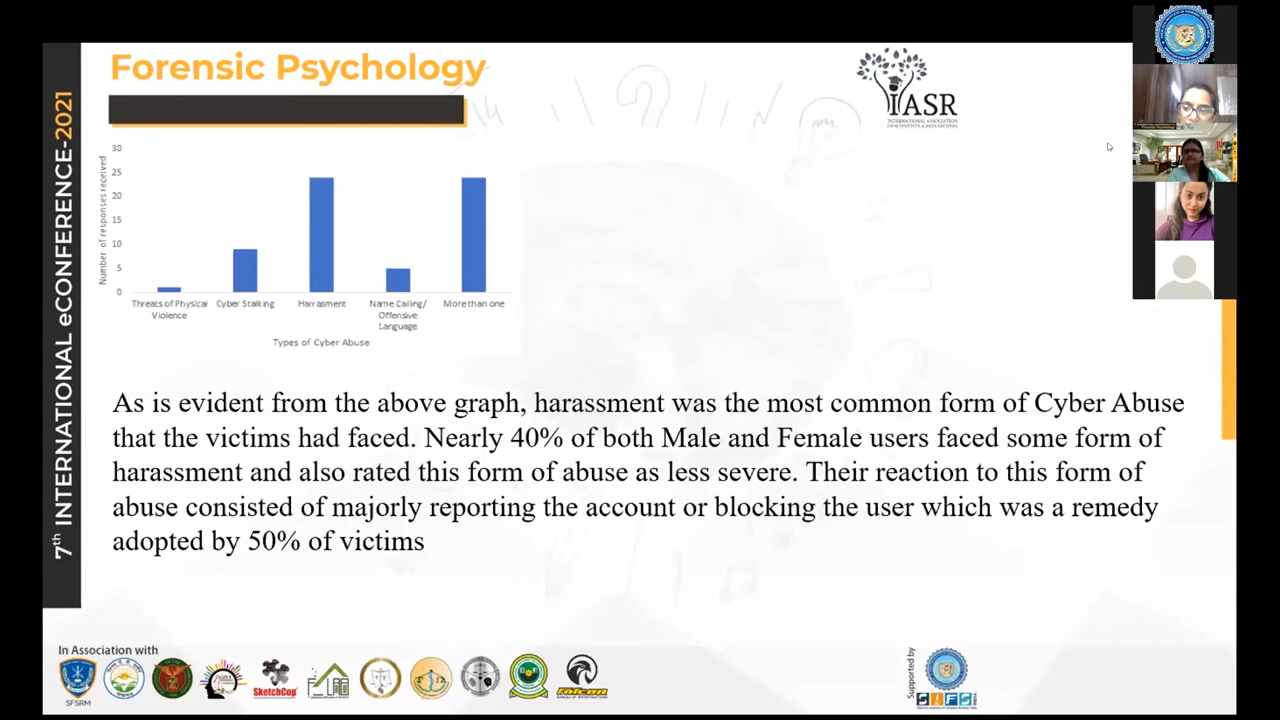 Forensic Psychology
7th INTERNATIONAL eCONFERENCE-2021
IASR
INTERNATIONAL ASSOCIATION
OF SCIENTISTS & RESEARCHERS
Number of responses received
30
25
20
15
10
5
0
Threats of Physical
Violence
Cyber Stalking
Harrasment
Name Calling/
Offensive
Language
More than one
Types of Cyber Abuse
As is evident from the above graph, harassment was the most common form of Cyber Abuse
that the victims had faced. Nearly 40% of both Male and Female users faced some form of
harassment and also rated this form of abuse as less severe. Their reaction to this form of
abuse consisted of majorly reporting the account or blocking the user which was a remedy
adopted by 50% of victims
In Association with
SFSRM
SketchCop
falcon
Supported by
SIFS
INDIA
Forensic Psychology